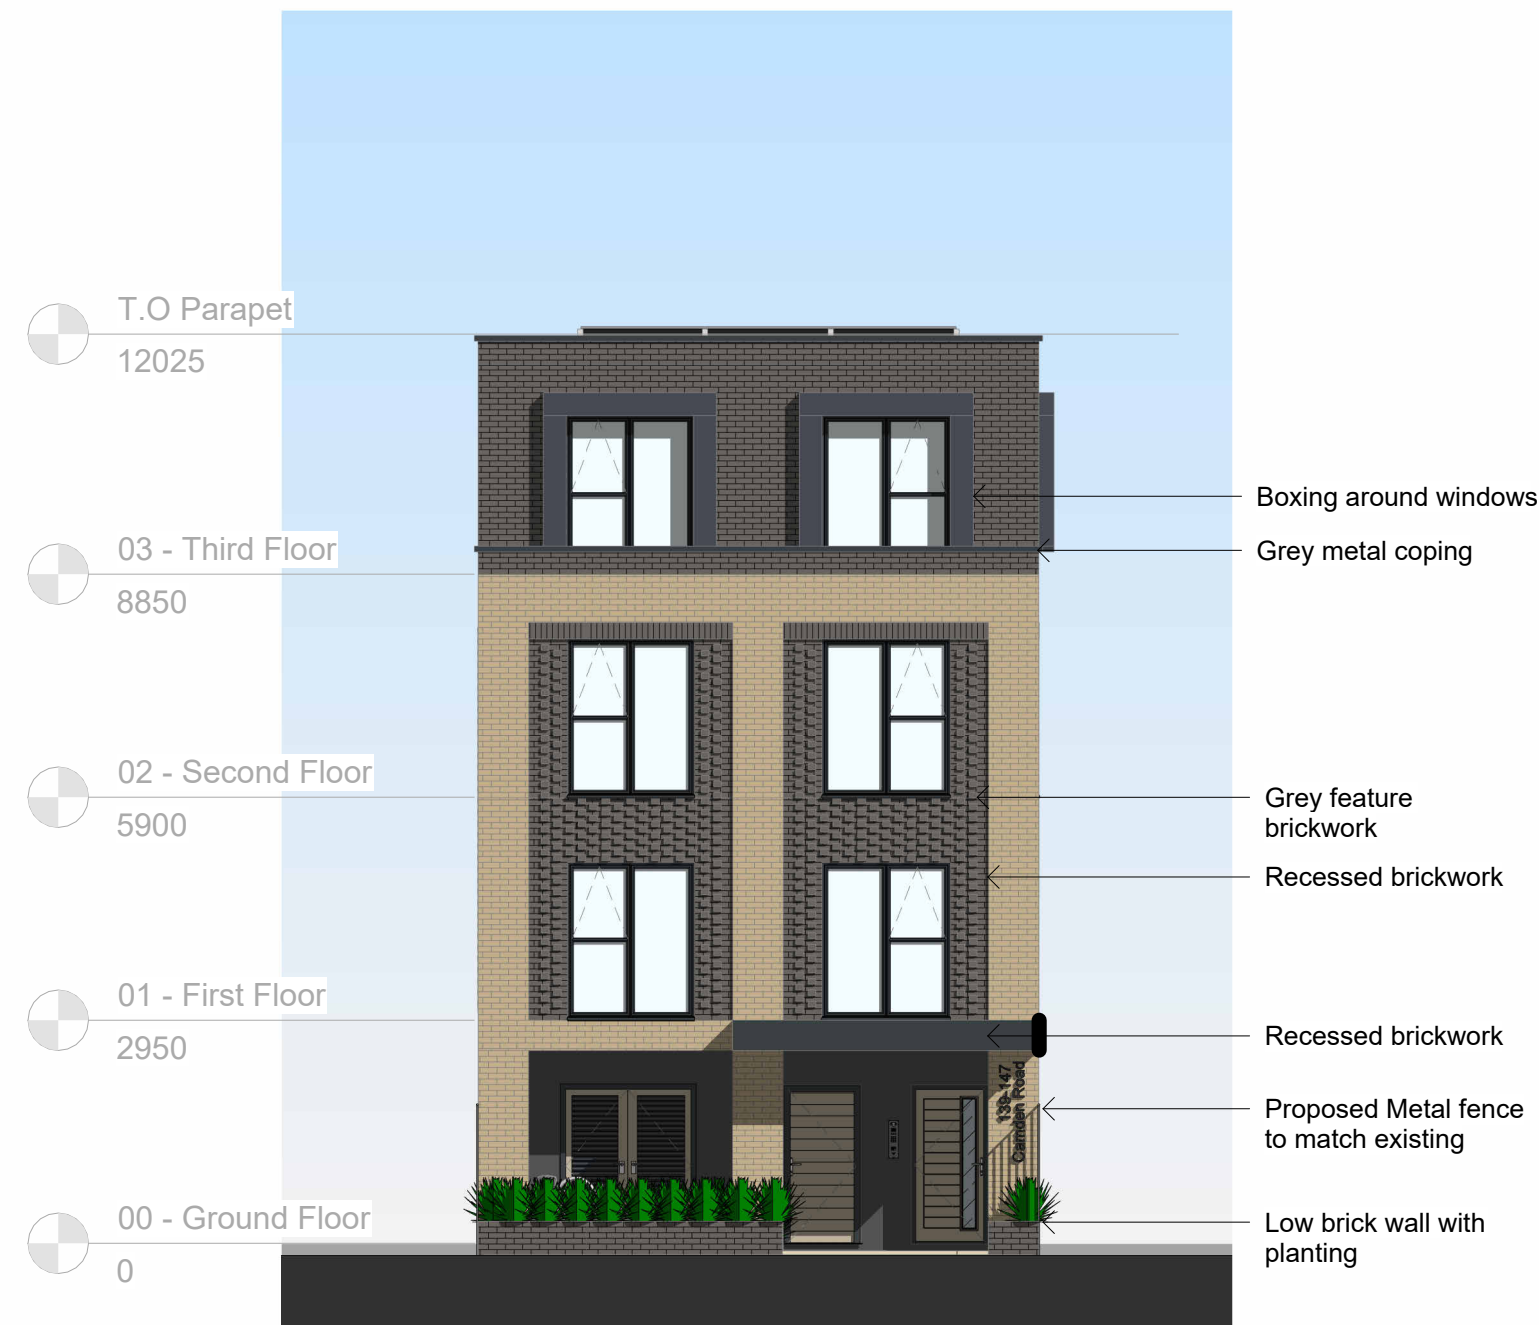 T.O Parapet
12025
03 - Third Floor
8850
02 - Second Floor
5900
01 - First Floor
2950
00 - Ground Floor
0
Boxing around windows
Grey metal coping
Grey feature
brickwork
Recessed brickwork
Recessed brickwork
Proposed Metal fence
to match existing
Low brick wall with
planting
139-147
Camden Road